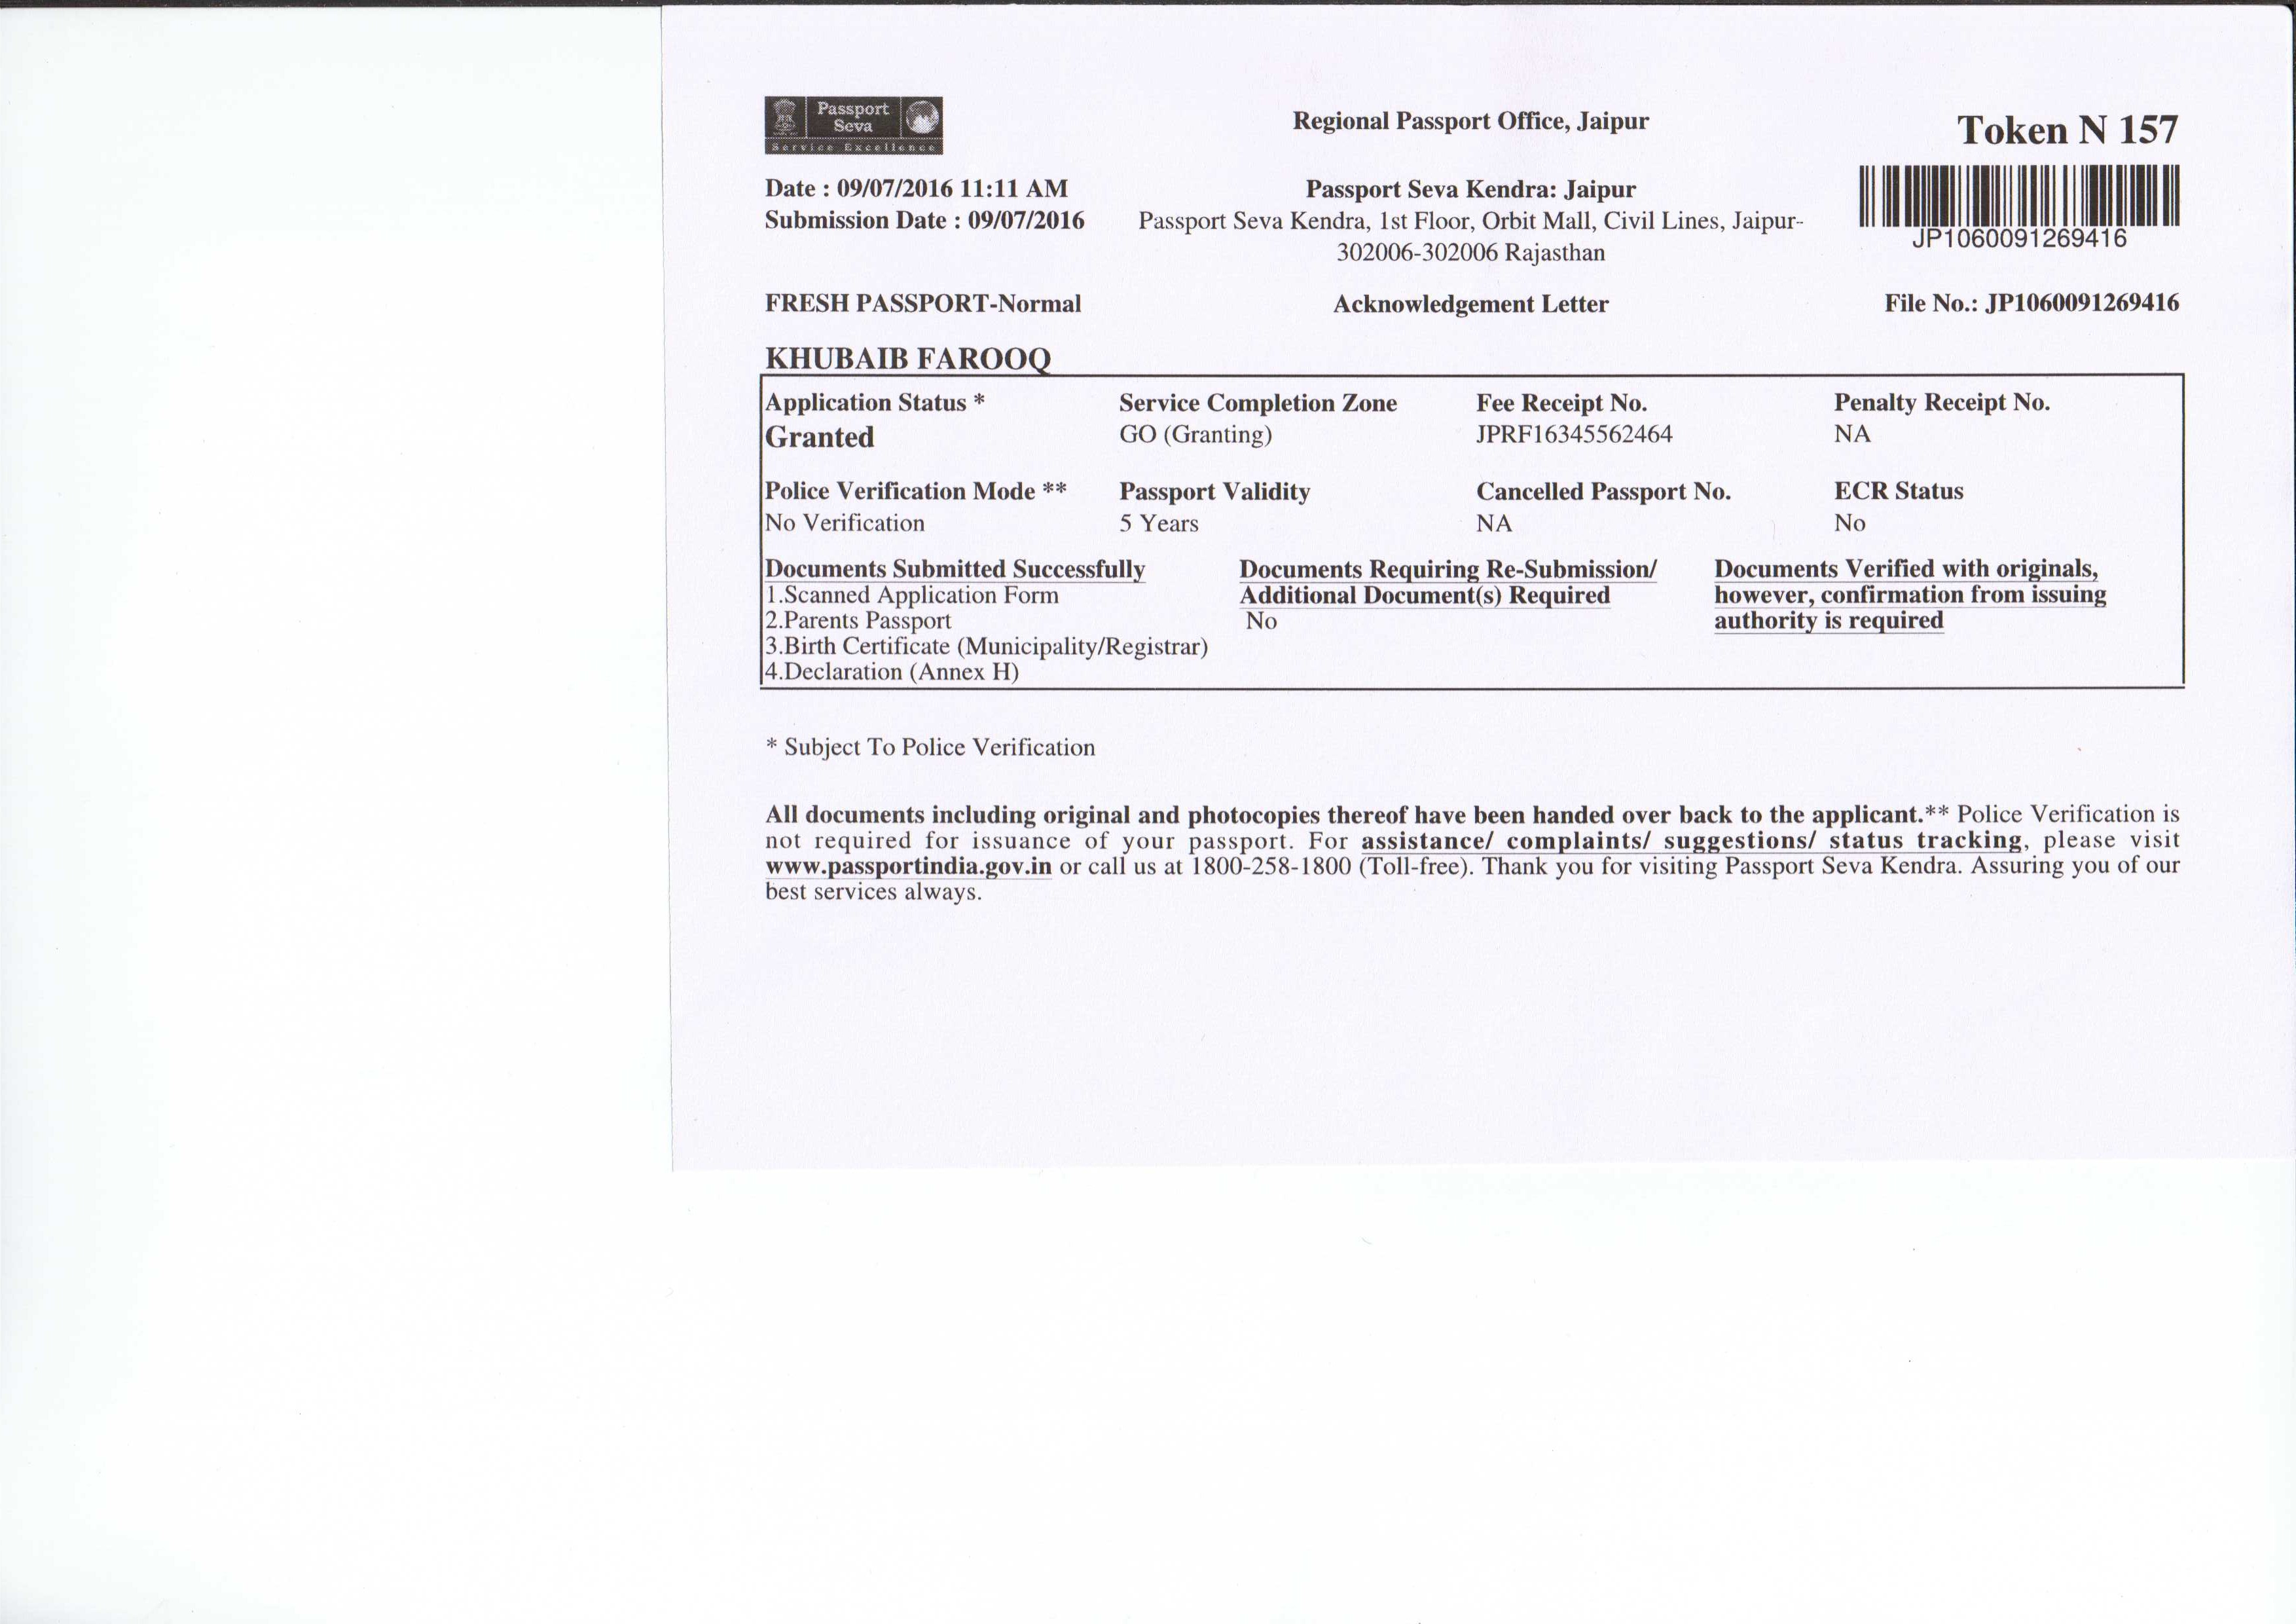 Passport
Seva
Service Excellence
Regional Passport Office, Jaipur
Token N 157
Date : 09/07/2016 11:11 AM
Submission Date : 09/07/2016
Passport Seva Kendra: Jaipur
Passport Seva Kendra, 1st Floor, Orbit Mall, Civil Lines, Jaipur-
302006-302006 Rajasthan
JP1060091269416
FRESH PASSPORT-Normal
Acknowledgement Letter
File No.: JP1060091269416
KHUBAIB FAROOQ
Application Status * Service Completion Zone Fee Receipt No. Penalty Receipt No.
Granted GO (Granting) JPRF16345562464 NA
Police Verification Mode ** Passport Validity Cancelled Passport No. ECR Status
No Verification 5 Years NA No
Documents Submitted Successfully
1.Scanned Application Form
2.Parents Passport
3.Birth Certificate (Municipality/Registrar)
4.Declaration (Annex H)
Documents Requiring Re-Submission/
Additional Document(s) Required
No
Documents Verified with originals,
however, confirmation from issuing
authority is required
* Subject To Police Verification
All documents including original and photocopies thereof have been handed over back to the applicant.** Police Verification is
not required for issuance of your passport. For assistance/ complaints/ suggestions/ status tracking, please visit
www.passportindia.gov.in or call us at 1800-258-1800 (Toll-free). Thank you for visiting Passport Seva Kendra. Assuring you of our
best services always.